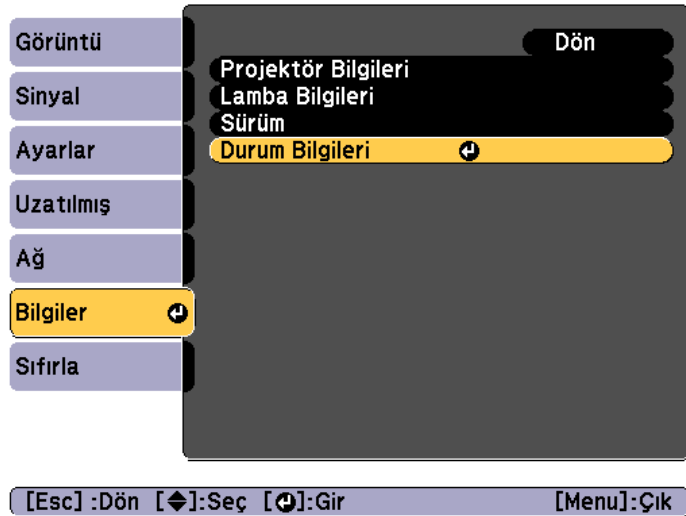 Görüntü
Sinyal
Ayarlar
Uzatılmış
Ağ
Bilgiler
Sıfırla
Dön
Projektör Bilgileri
Lamba Bilgileri
Sürüm
Durum Bilgileri
[Esc] :Dön [◆]:Seç [↵]:Gir [Menu]:Çık